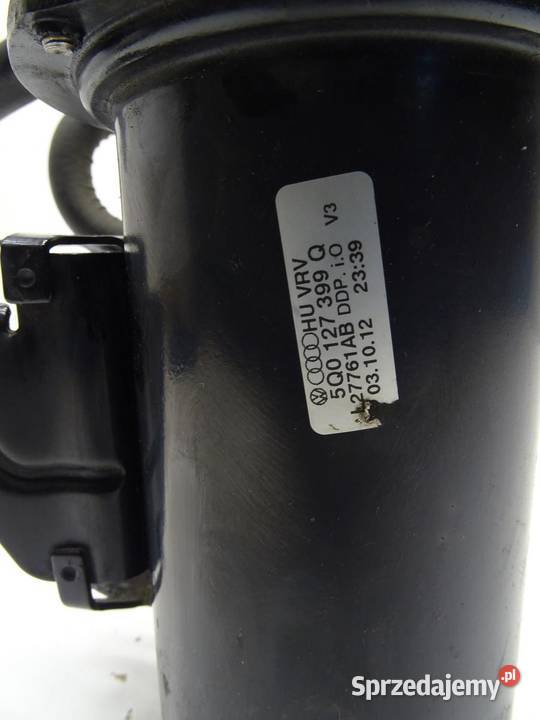 HU VRV
5Q0 127 399 Q V3
27761AB DDP. i.O
03.10.12 23:39
Sprzedajemy.pl